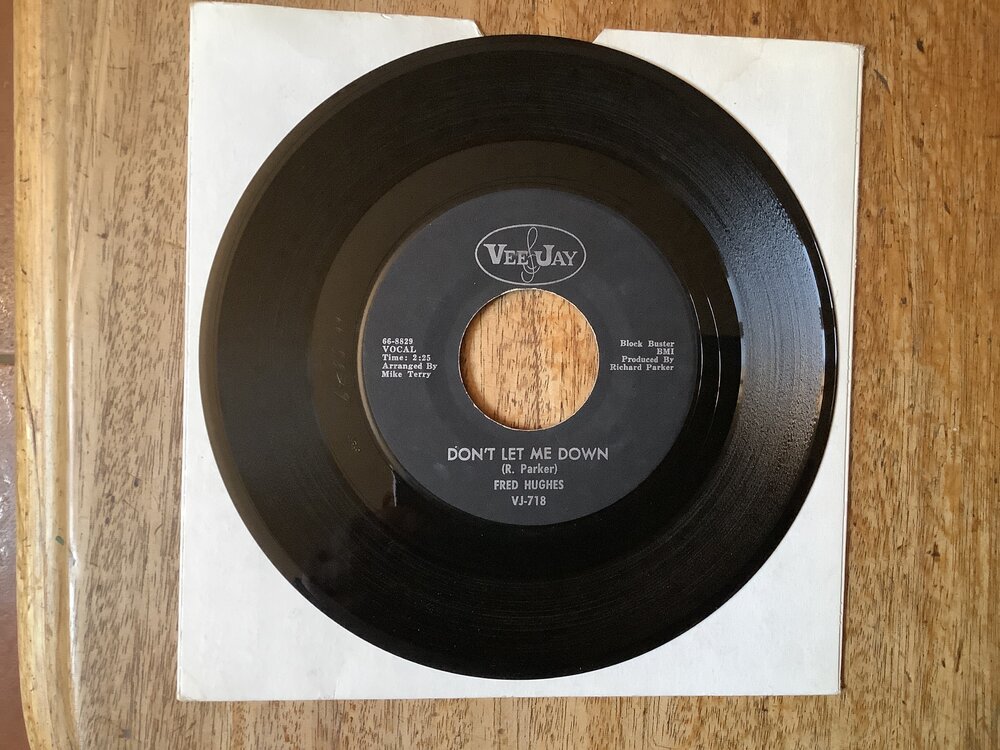 VEE JAY
66-8829
VOCAL
Time: 2:25
Arranged By
Mike Terry
Block Buster
BMI
Produced By
Richard Parker
DON'T LET ME DOWN
(R. Parker)
FRED HUGHES
VJ-718